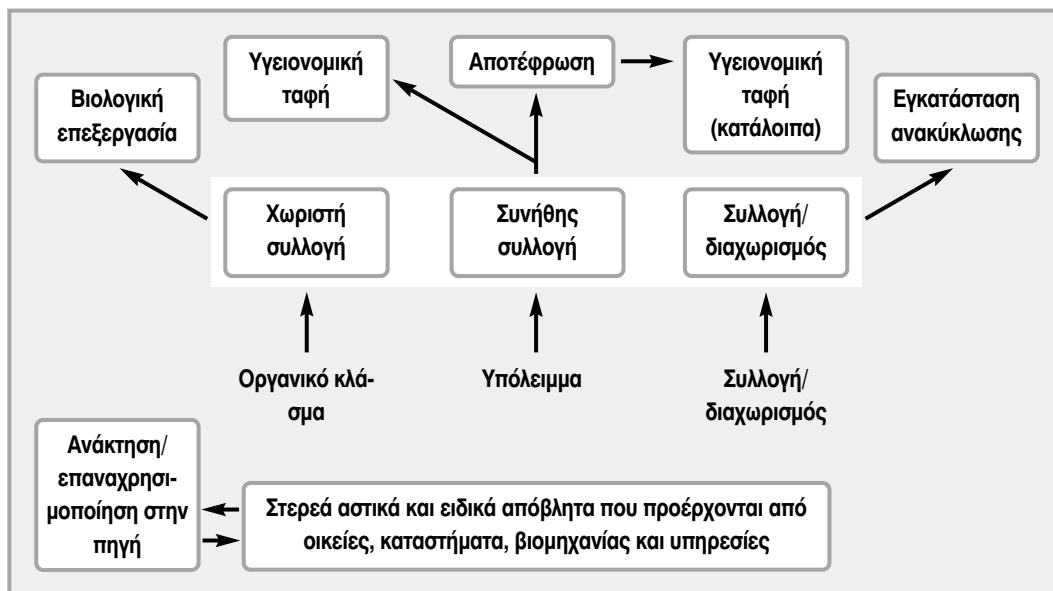 Υγειονομική
ταφή
Αποτέφρωση
Υγειονομική
ταφή
(κατάλοιπα)
Βιολογική
επεξεργασία
Εγκατάσταση
ανακύκλωσης
Χωριστή
συλλογή
Συνήθης
συλλογή
Συλλογή/
διαχωρισμός
Οργανικό κλά-
σμα
Υπόλειμμα
Συλλογή/
διαχωρισμός
Ανάκτηση/
επαναχρησι-
μοποίηση στην
πηγή
Στερεά αστικά και ειδικά απόβλητα που προέρχονται από
οικείες, καταστήματα, βιομηχανίες και υπηρεσίες